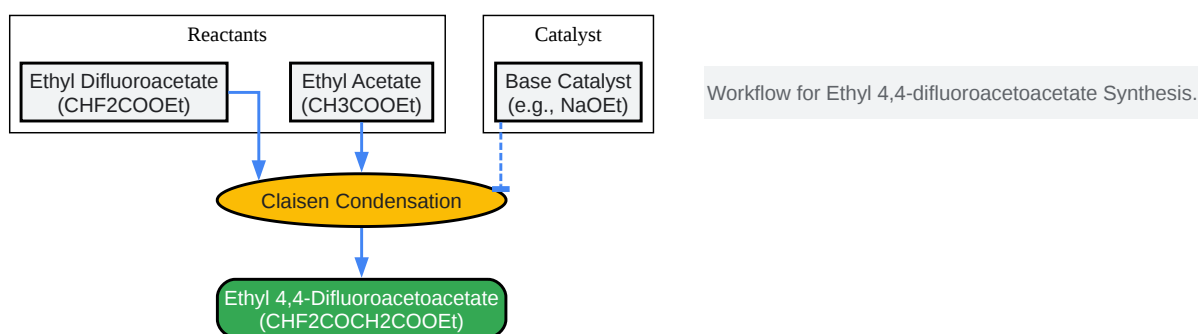 Reactants
Catalyst
Ethyl Difluoroacetate
(CHF2COOEt)
Ethyl Acetate
(CH3COOEt)
Base Catalyst
(e.g., NaOEt)
Workflow for Ethyl 4,4-difluoroacetoacetate Synthesis.
Claisen Condensation
Ethyl 4,4-Difluoroacetoacetate
(CHF2COCH2COOEt)